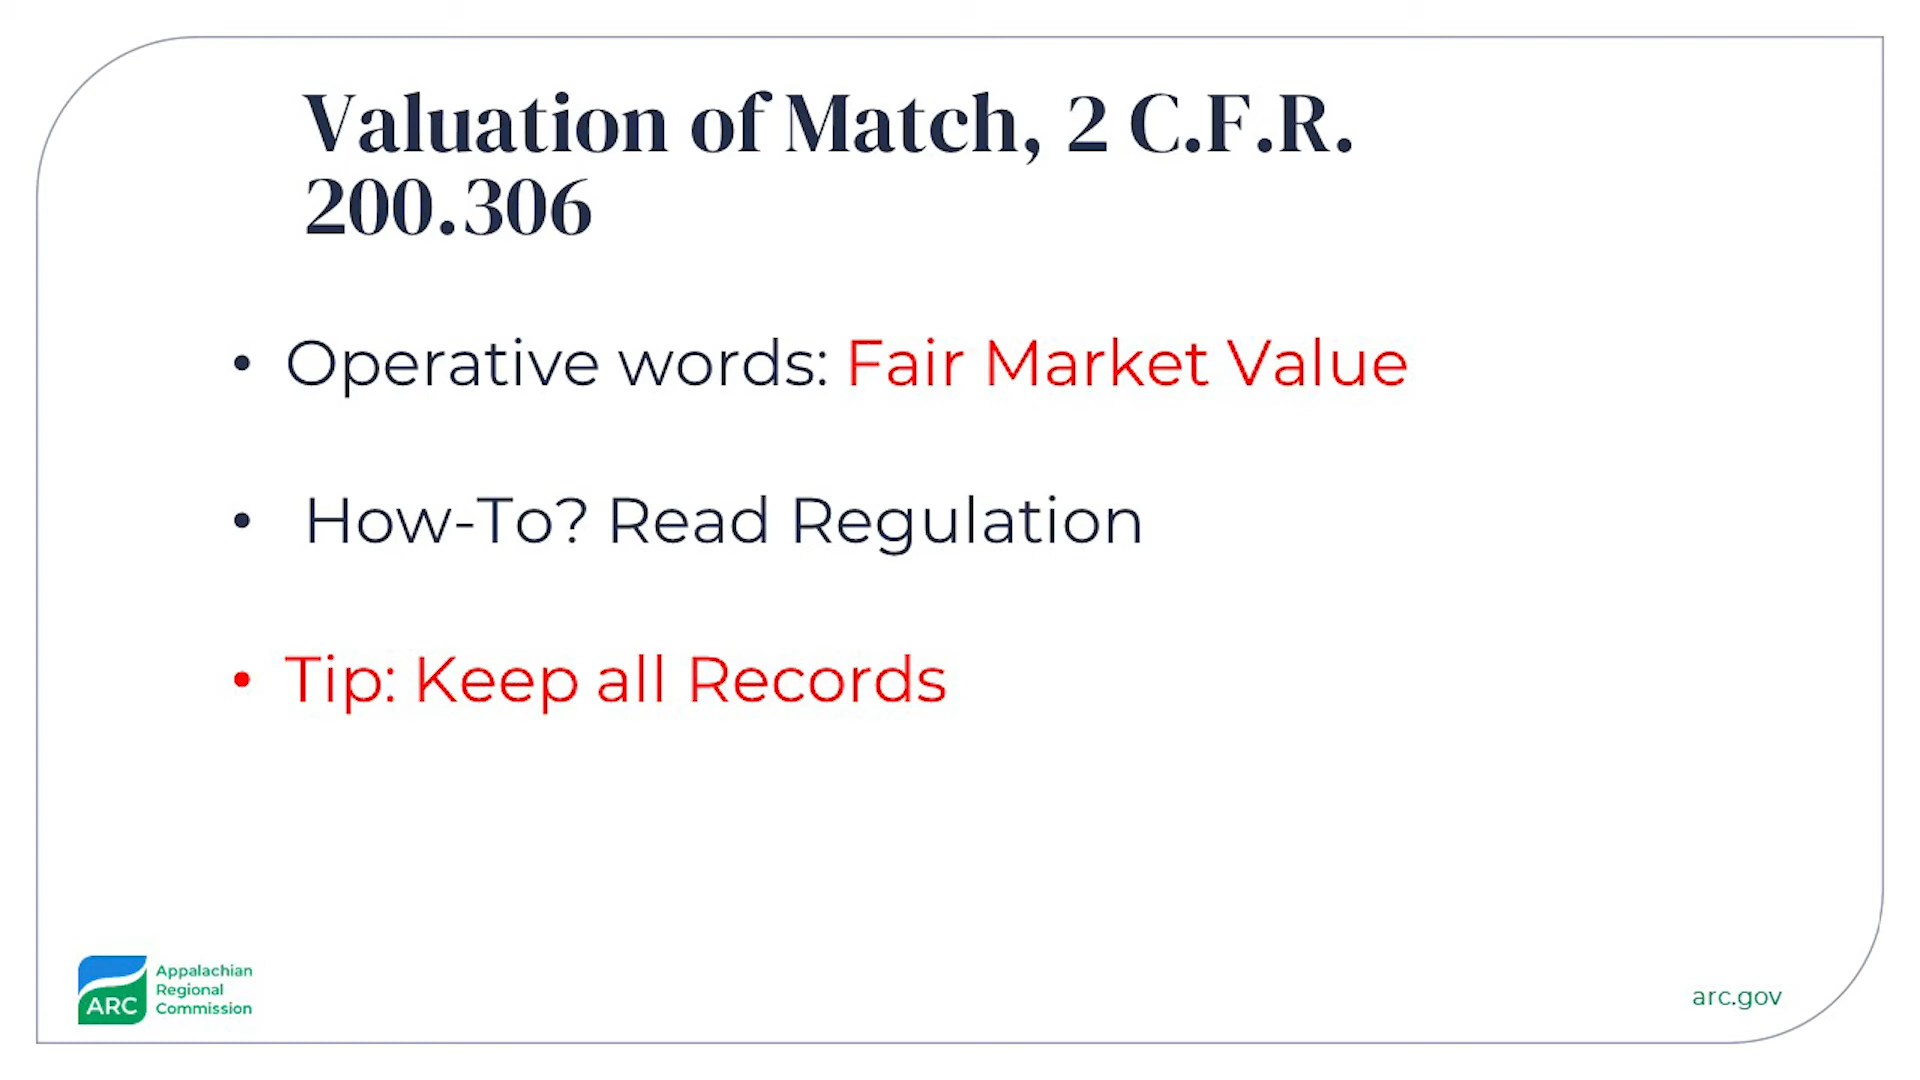 Valuation of Match, 2 C.F.R.
200.306
• Operative words: Fair Market Value
• How-To? Read Regulation
• Tip: Keep all Records
ARC
Appalachian
Regional
Commission
arc.gov